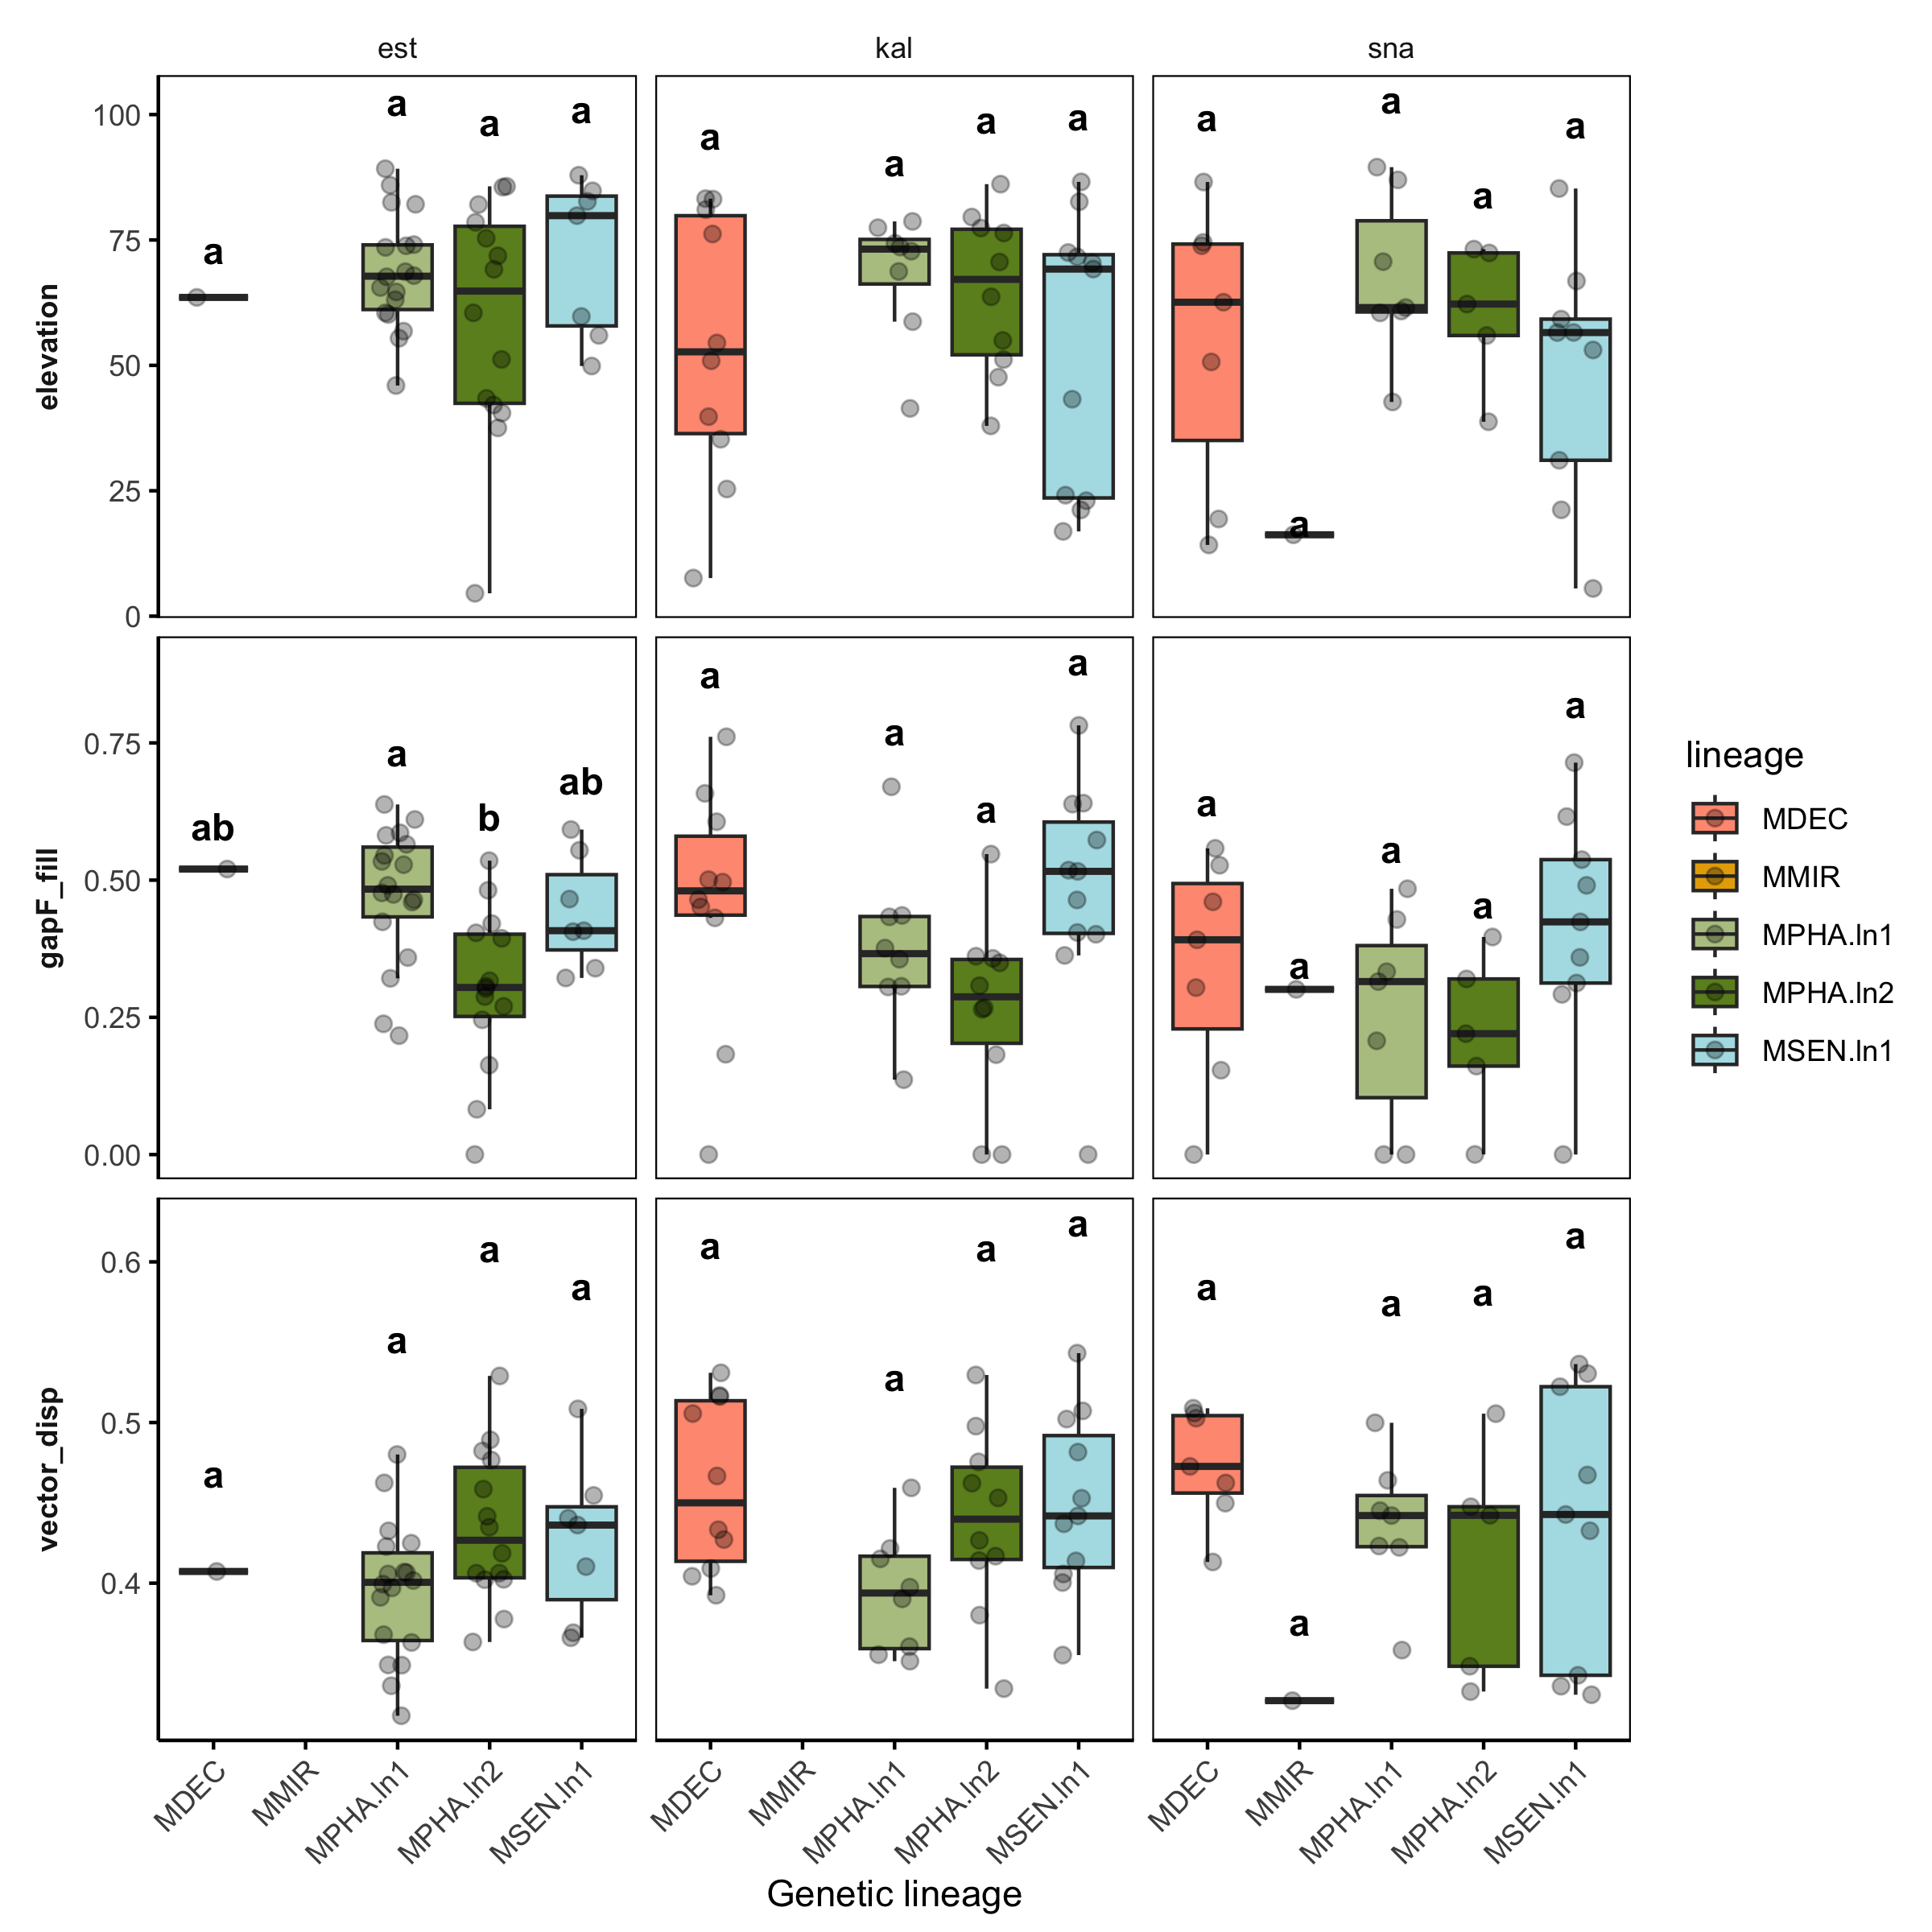 est kal sna
elevation
100
75
50
25
0
a a a a
a a a a
a a a a a
gapF_fill
0.75
0.50
0.25
0.00
ab a b ab
a a a a
a a a a a
vector_disp
0.6
0.5
0.4
a a a a
a a a a
a a a a a
MDEC MMIR MPHA.ln1 MPHA.ln2 MSEN.ln1
MDEC MMIR MPHA.ln1 MPHA.ln2 MSEN.ln1
MDEC MMIR MPHA.ln1 MPHA.ln2 MSEN.ln1
Genetic lineage
lineage
MDEC
MMIR
MPHA.ln1
MPHA.ln2
MSEN.ln1